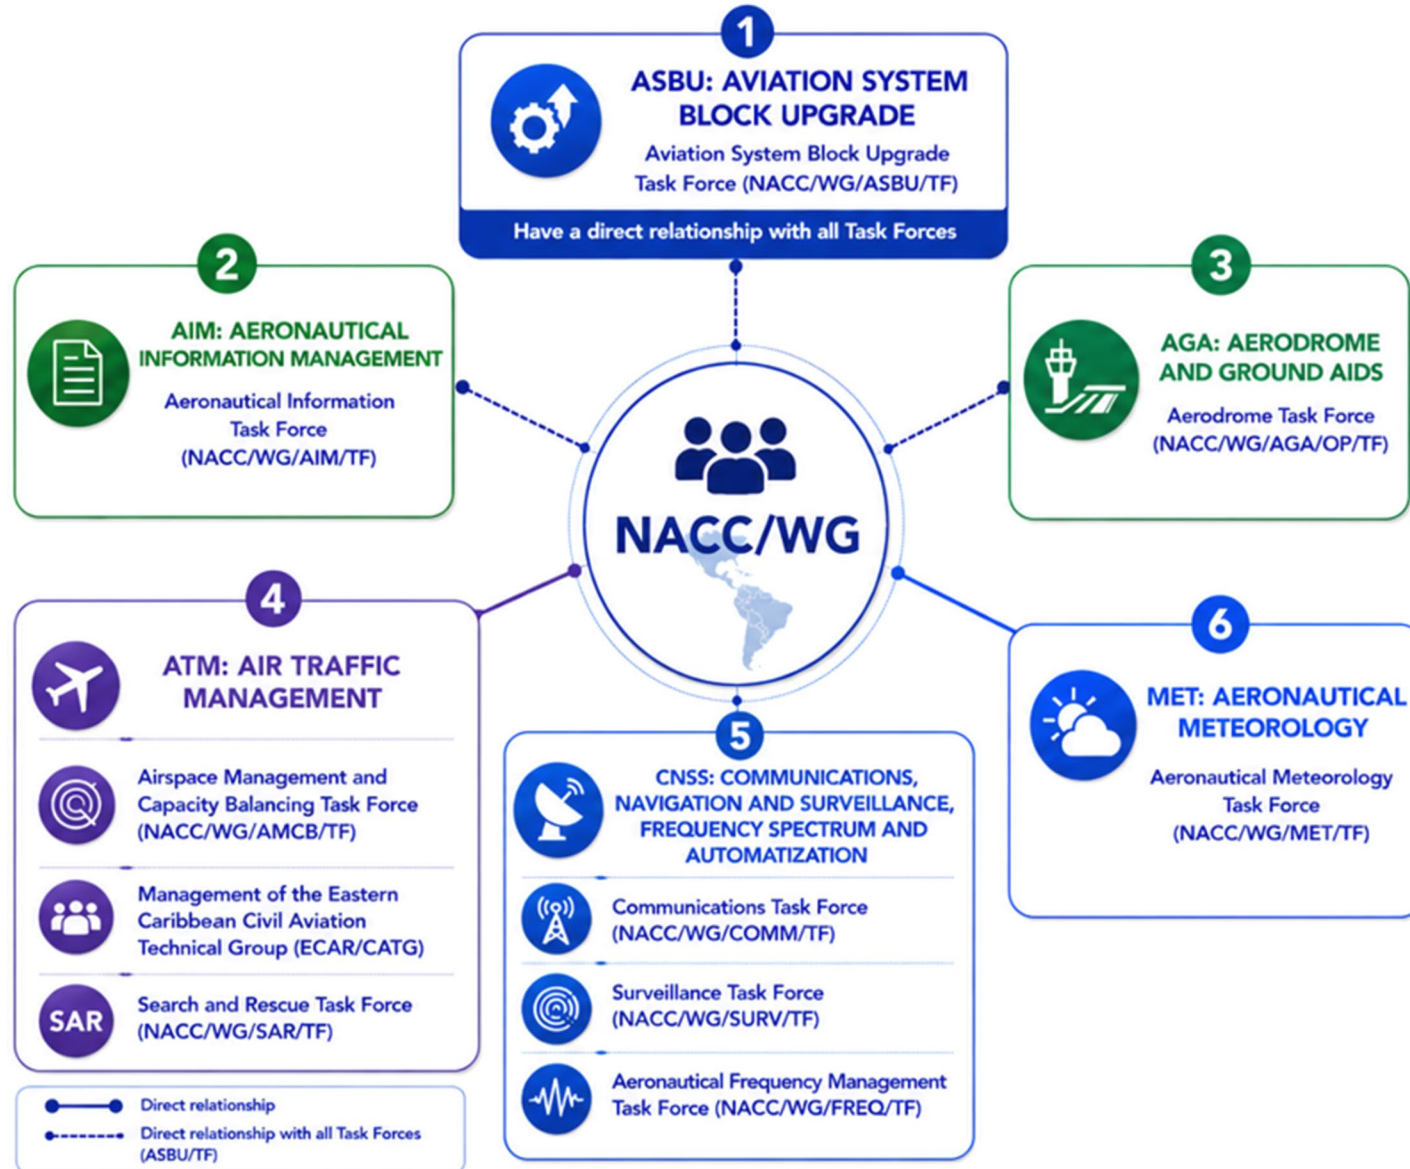 1
ASBU: AVIATION SYSTEM
BLOCK UPGRADE
Aviation System Block Upgrade
Task Force (NACC/WG/ASBU/TF)
Have a direct relationship with all Task Forces
2
AIM: AERONAUTICAL
INFORMATION MANAGEMENT
Aeronautical Information
Task Force
(NACC/WG/AIM/TF)
3
AGA: AERODROME
AND GROUND AIDS
Aerodrome Task Force
(NACC/WG/AGA/OP/TF)
NACC/WG
4
ATM: AIR TRAFFIC
MANAGEMENT
Airspace Management and
Capacity Balancing Task Force
(NACC/WG/AMCB/TF)
Management of the Eastern
Caribbean Civil Aviation
Technical Group (ECAR/CATG)
SAR
Search and Rescue Task Force
(NACC/WG/SAR/TF)
5
CNSS: COMMUNICATIONS,
NAVIGATION AND SURVEILLANCE,
FREQUENCY SPECTRUM AND
AUTOMATIZATION
Communications Task Force
(NACC/WG/COMM/TF)
Surveillance Task Force
(NACC/WG/SURV/TF)
Aeronautical Frequency Management
Task Force (NACC/WG/FREQ/TF)
6
MET: AERONAUTICAL
METEOROLOGY
Aeronautical Meteorology
Task Force
(NACC/WG/MET/TF)
Direct relationship
Direct relationship with all Task Forces
(ASBU/TF)